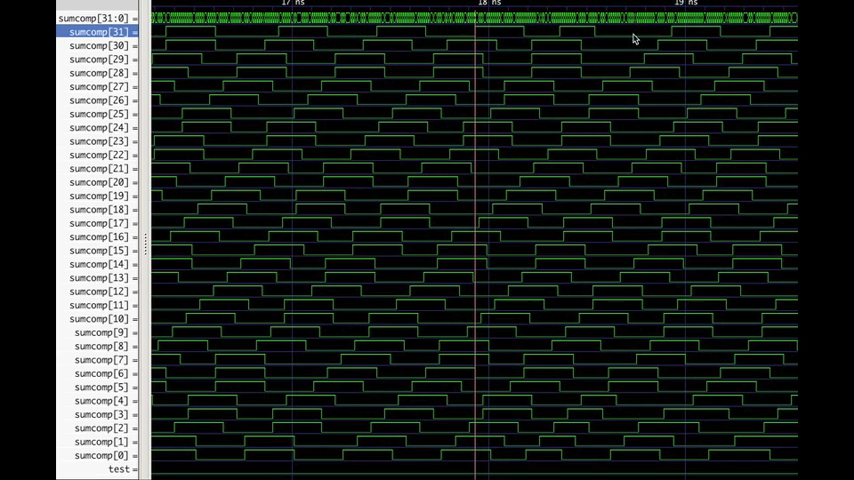 17 ns
18 ns
19 ns
sumcomp[31:0] =
sumcomp[31] =
sumcomp[30] =
sumcomp[29] =
sumcomp[28] =
sumcomp[27] =
sumcomp[26] =
sumcomp[25] =
sumcomp[24] =
sumcomp[23] =
sumcomp[22] =
sumcomp[21] =
sumcomp[20] =
sumcomp[19] =
sumcomp[18] =
sumcomp[17] =
sumcomp[16] =
sumcomp[15] =
sumcomp[14] =
sumcomp[13] =
sumcomp[12] =
sumcomp[11] =
sumcomp[10] =
sumcomp[9] =
sumcomp[8] =
sumcomp[7] =
sumcomp[6] =
sumcomp[5] =
sumcomp[4] =
sumcomp[3] =
sumcomp[2] =
sumcomp[1] =
sumcomp[0] =
test =